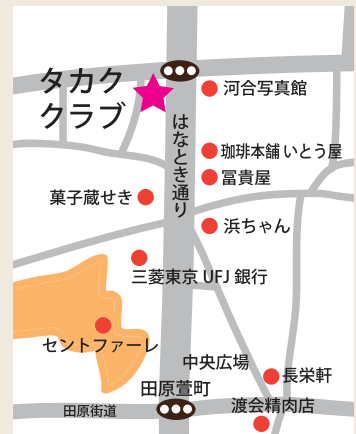 タカク
クラブ
河合写真館
はなとき通り
珈琲本舗 いとう屋
冨貴屋
菓子蔵せき
浜ちゃん
三菱東京 UFJ 銀行
セントファーレ
中央広場
長栄軒
田原萱町
渡会精肉店
田原街道